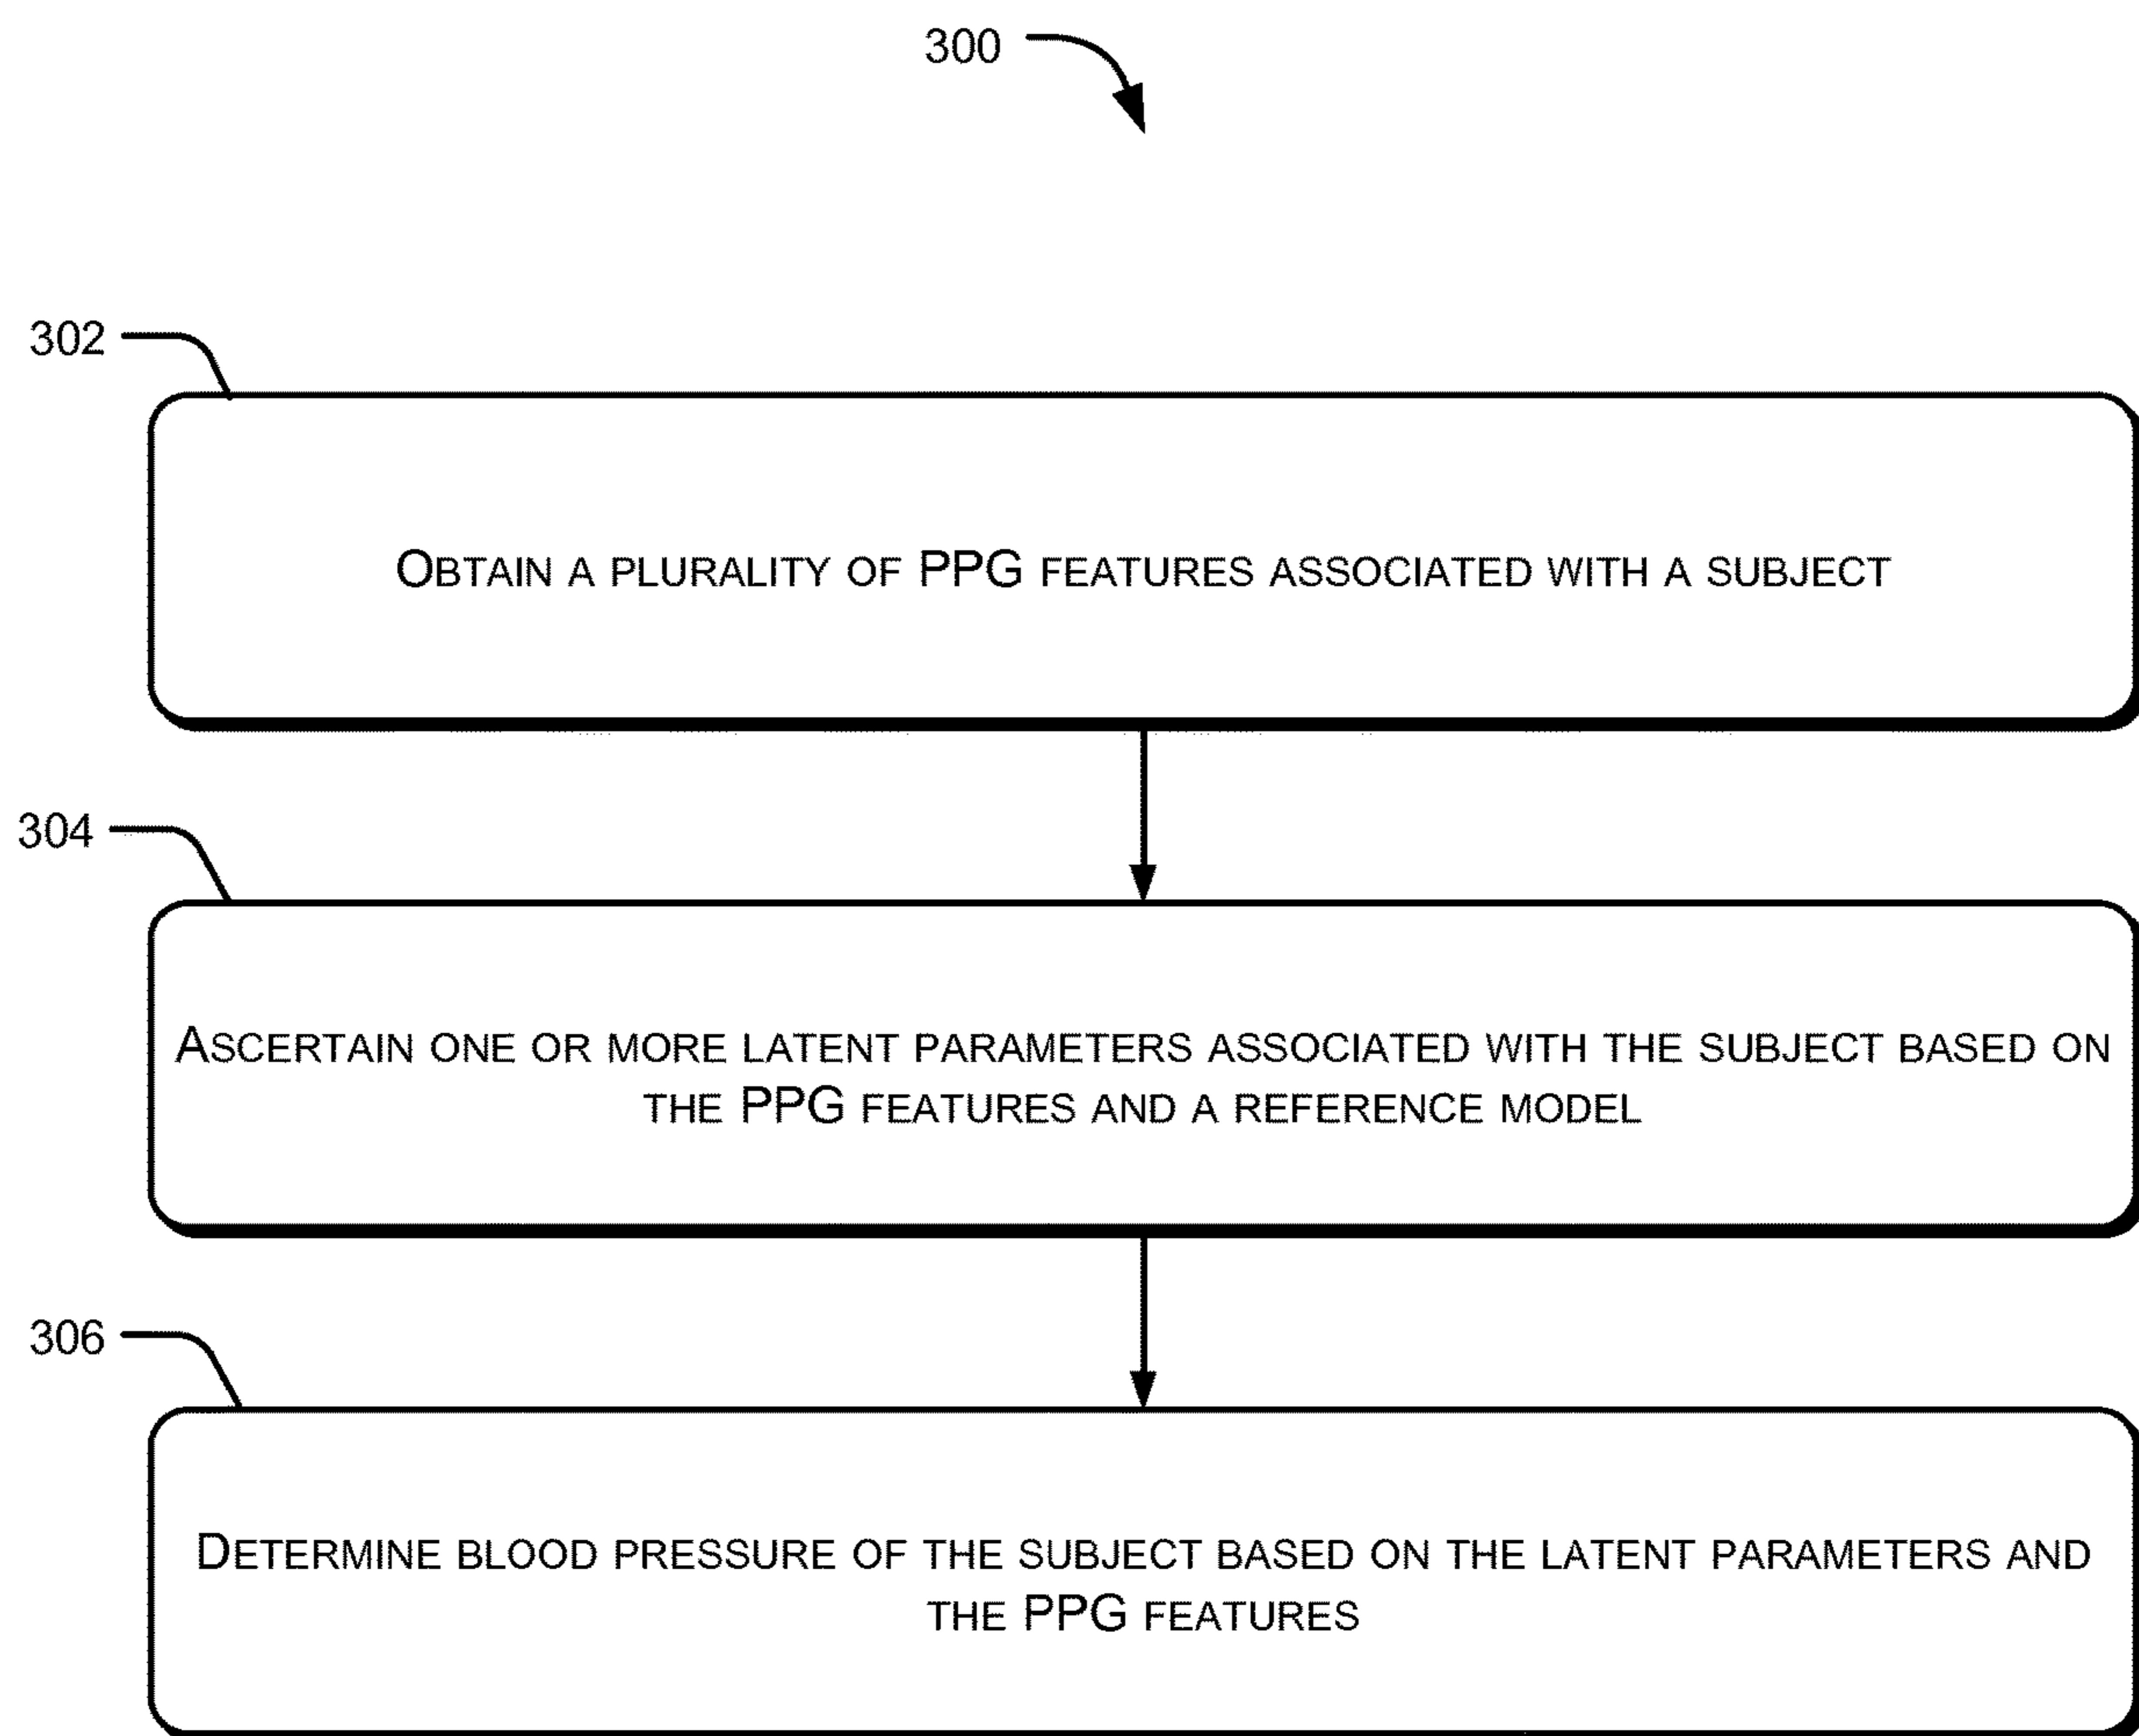 300
302
OBTAIN A PLURALITY OF PPG FEATURES ASSOCIATED WITH A SUBJECT
304
ASCERTAIN ONE OR MORE LATENT PARAMETERS ASSOCIATED WITH THE SUBJECT BASED ON
THE PPG FEATURES AND A REFERENCE MODEL
306
DETERMINE BLOOD PRESSURE OF THE SUBJECT BASED ON THE LATENT PARAMETERS AND
THE PPG FEATURES